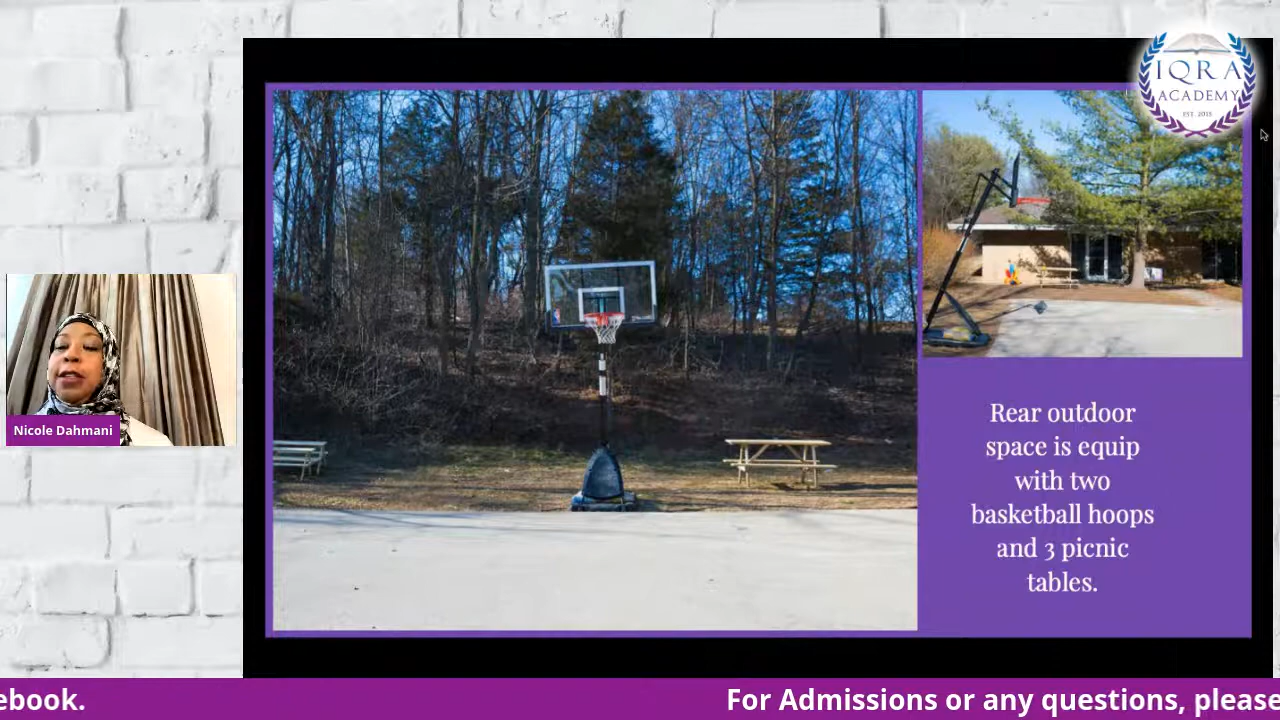 IQRA
ACADEMY
EST. 2015
Rear outdoor
space is equip
with two
basketball hoops
and 3 picnic
tables.
Nicole Dahmani
ebook.
For Admissions or any questions, please